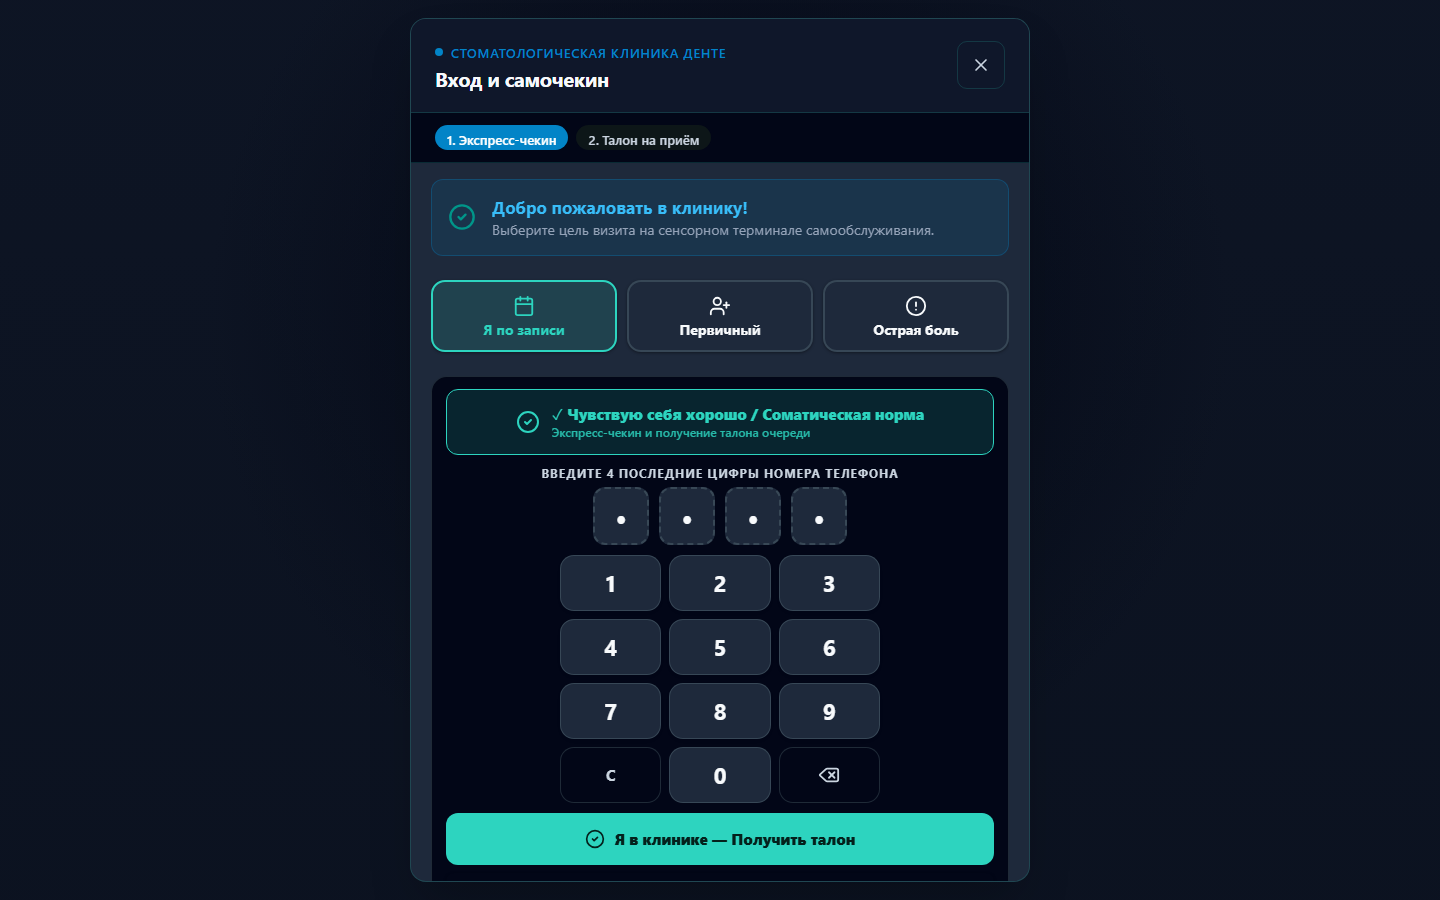 СТОМАТОЛОГИЧЕСКАЯ КЛИНИКА ДЕНТЕ
Вход и самочекин
1. Экспресс-чекин
2. Талон на приём
Добро пожаловать в клинику!
Выберите цель визита на сенсорном терминале самообслуживания.
Я по записи
Первичный
Острая боль
✓ Чувствую себя хорошо / Соматическая норма
Экспресс-чекин и получение талона очереди
ВВЕДИТЕ 4 ПОСЛЕДНИЕ ЦИФРЫ НОМЕРА ТЕЛЕФОНА
• • • •
1 2 3
4 5 6
7 8 9
C 0
Я в клинике — Получить талон